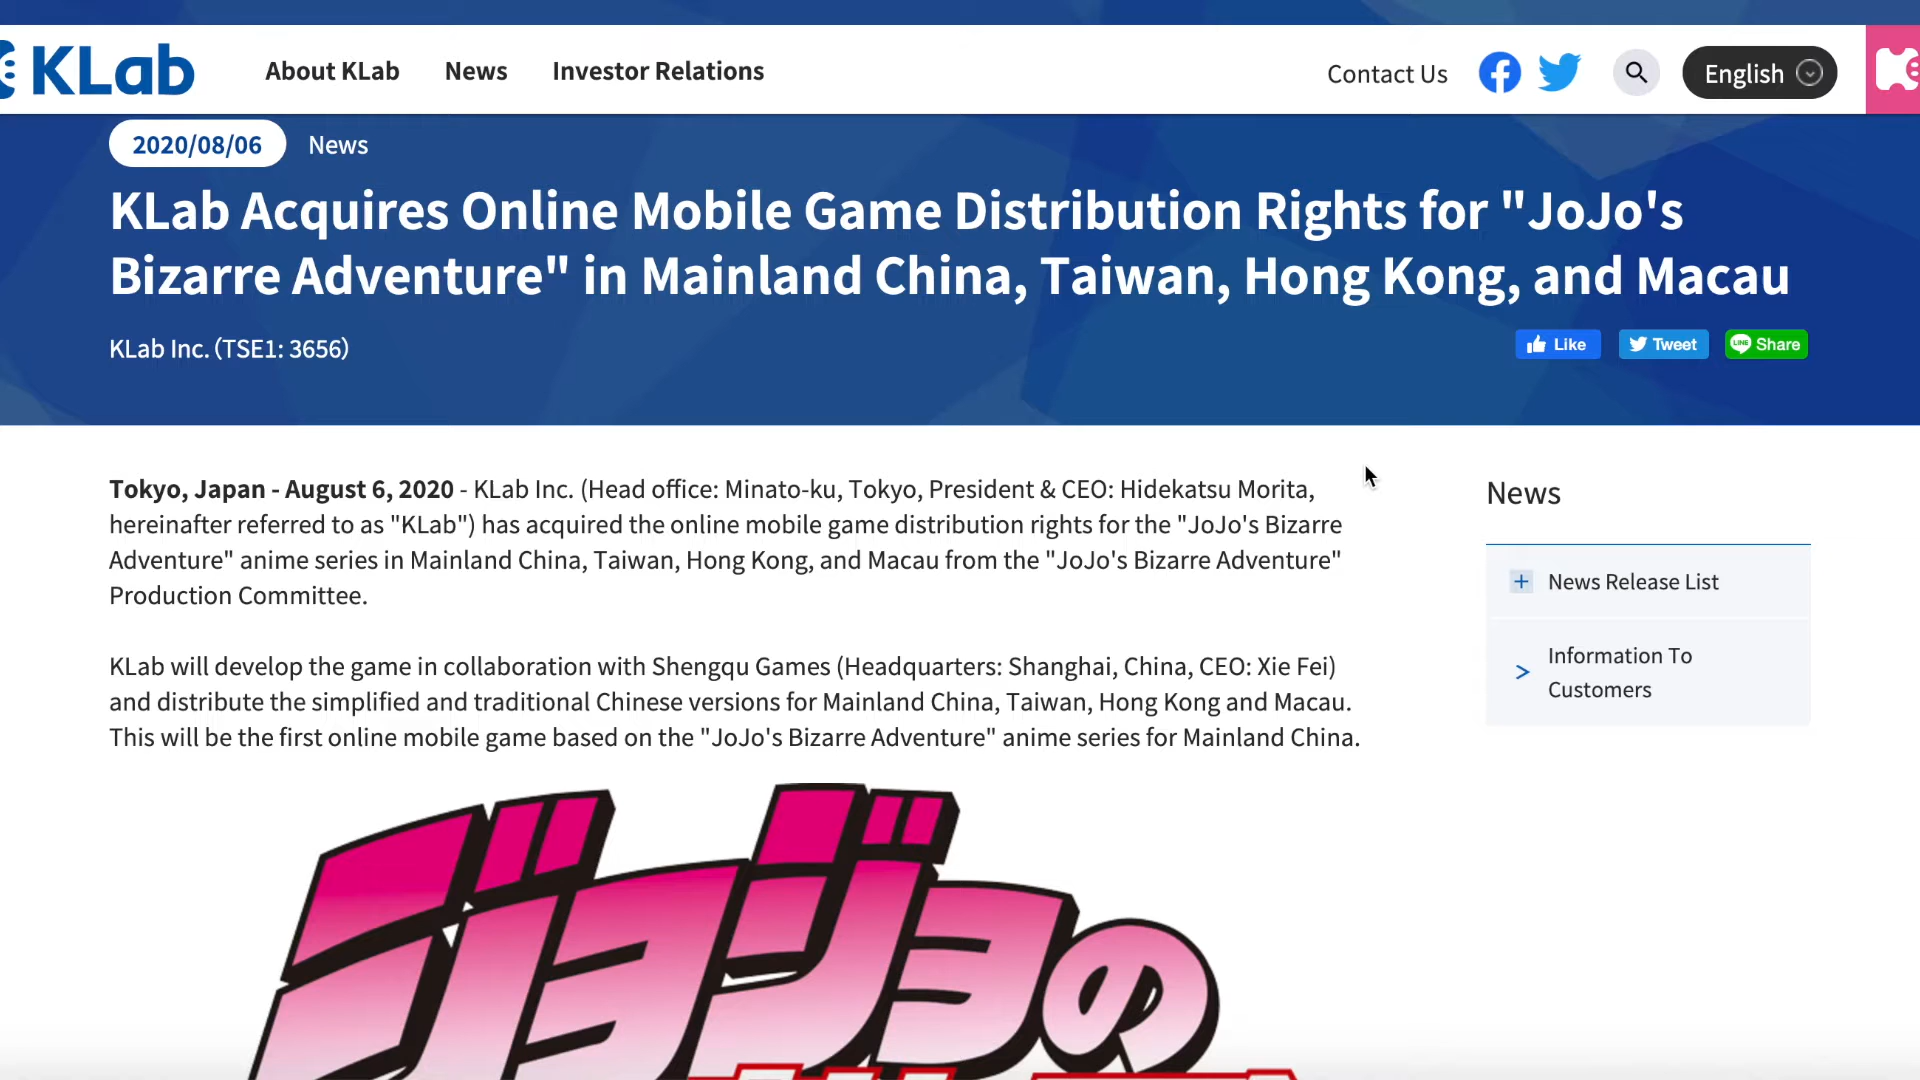 KLab
About KLab
News
Investor Relations
Contact Us
English
2020/08/06
News
KLab Acquires Online Mobile Game Distribution Rights for "JoJo's
Bizarre Adventure" in Mainland China, Taiwan, Hong Kong, and Macau
KLab Inc. (TSE1: 3656)
Like
Tweet
LINE Share
Tokyo, Japan - August 6, 2020 - KLab Inc. (Head office: Minato-ku, Tokyo, President & CEO: Hidekatsu Morita,
hereinafter referred to as "KLab") has acquired the online mobile game distribution rights for the "JoJo's Bizarre
Adventure" anime series in Mainland China, Taiwan, Hong Kong, and Macau from the "JoJo's Bizarre Adventure"
Production Committee.
KLab will develop the game in collaboration with Shengqu Games (Headquarters: Shanghai, China, CEO: Xie Fei)
and distribute the simplified and traditional Chinese versions for Mainland China, Taiwan, Hong Kong and Macau.
This will be the first online mobile game based on the "JoJo's Bizarre Adventure" anime series for Mainland China.
ジョジョの
News
News Release List
Information To
Customers